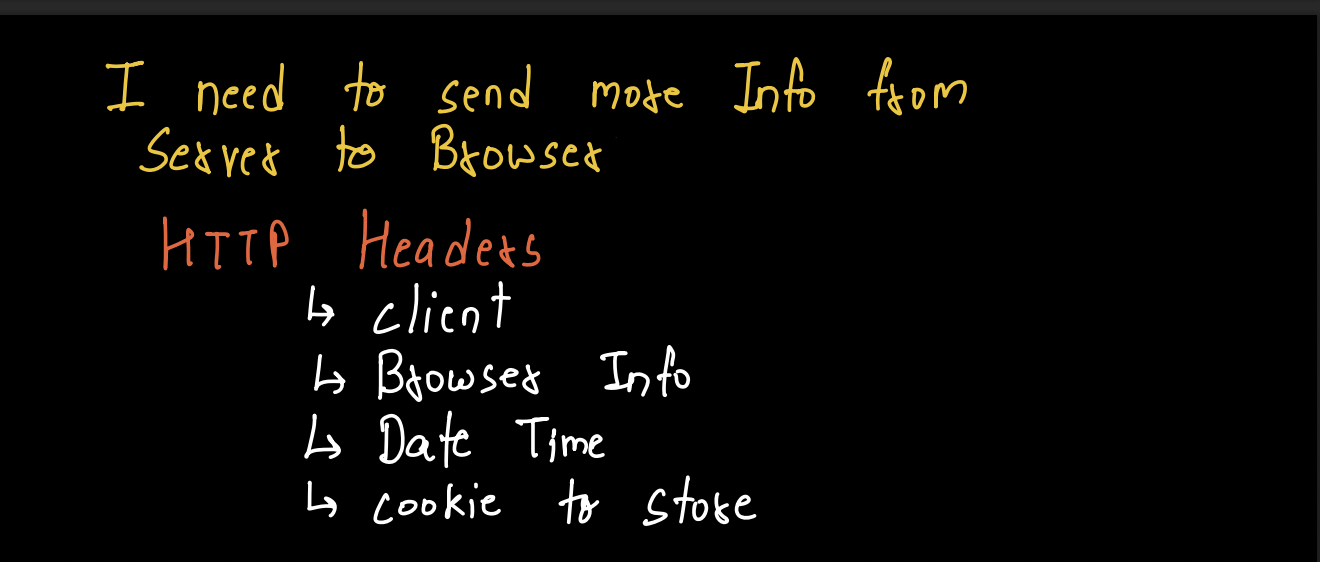 I need to send more Info from
Server to Browser
HTTP Headers
↳ client
↳ Browser Info
↳ Date Time
↳ cookie to store